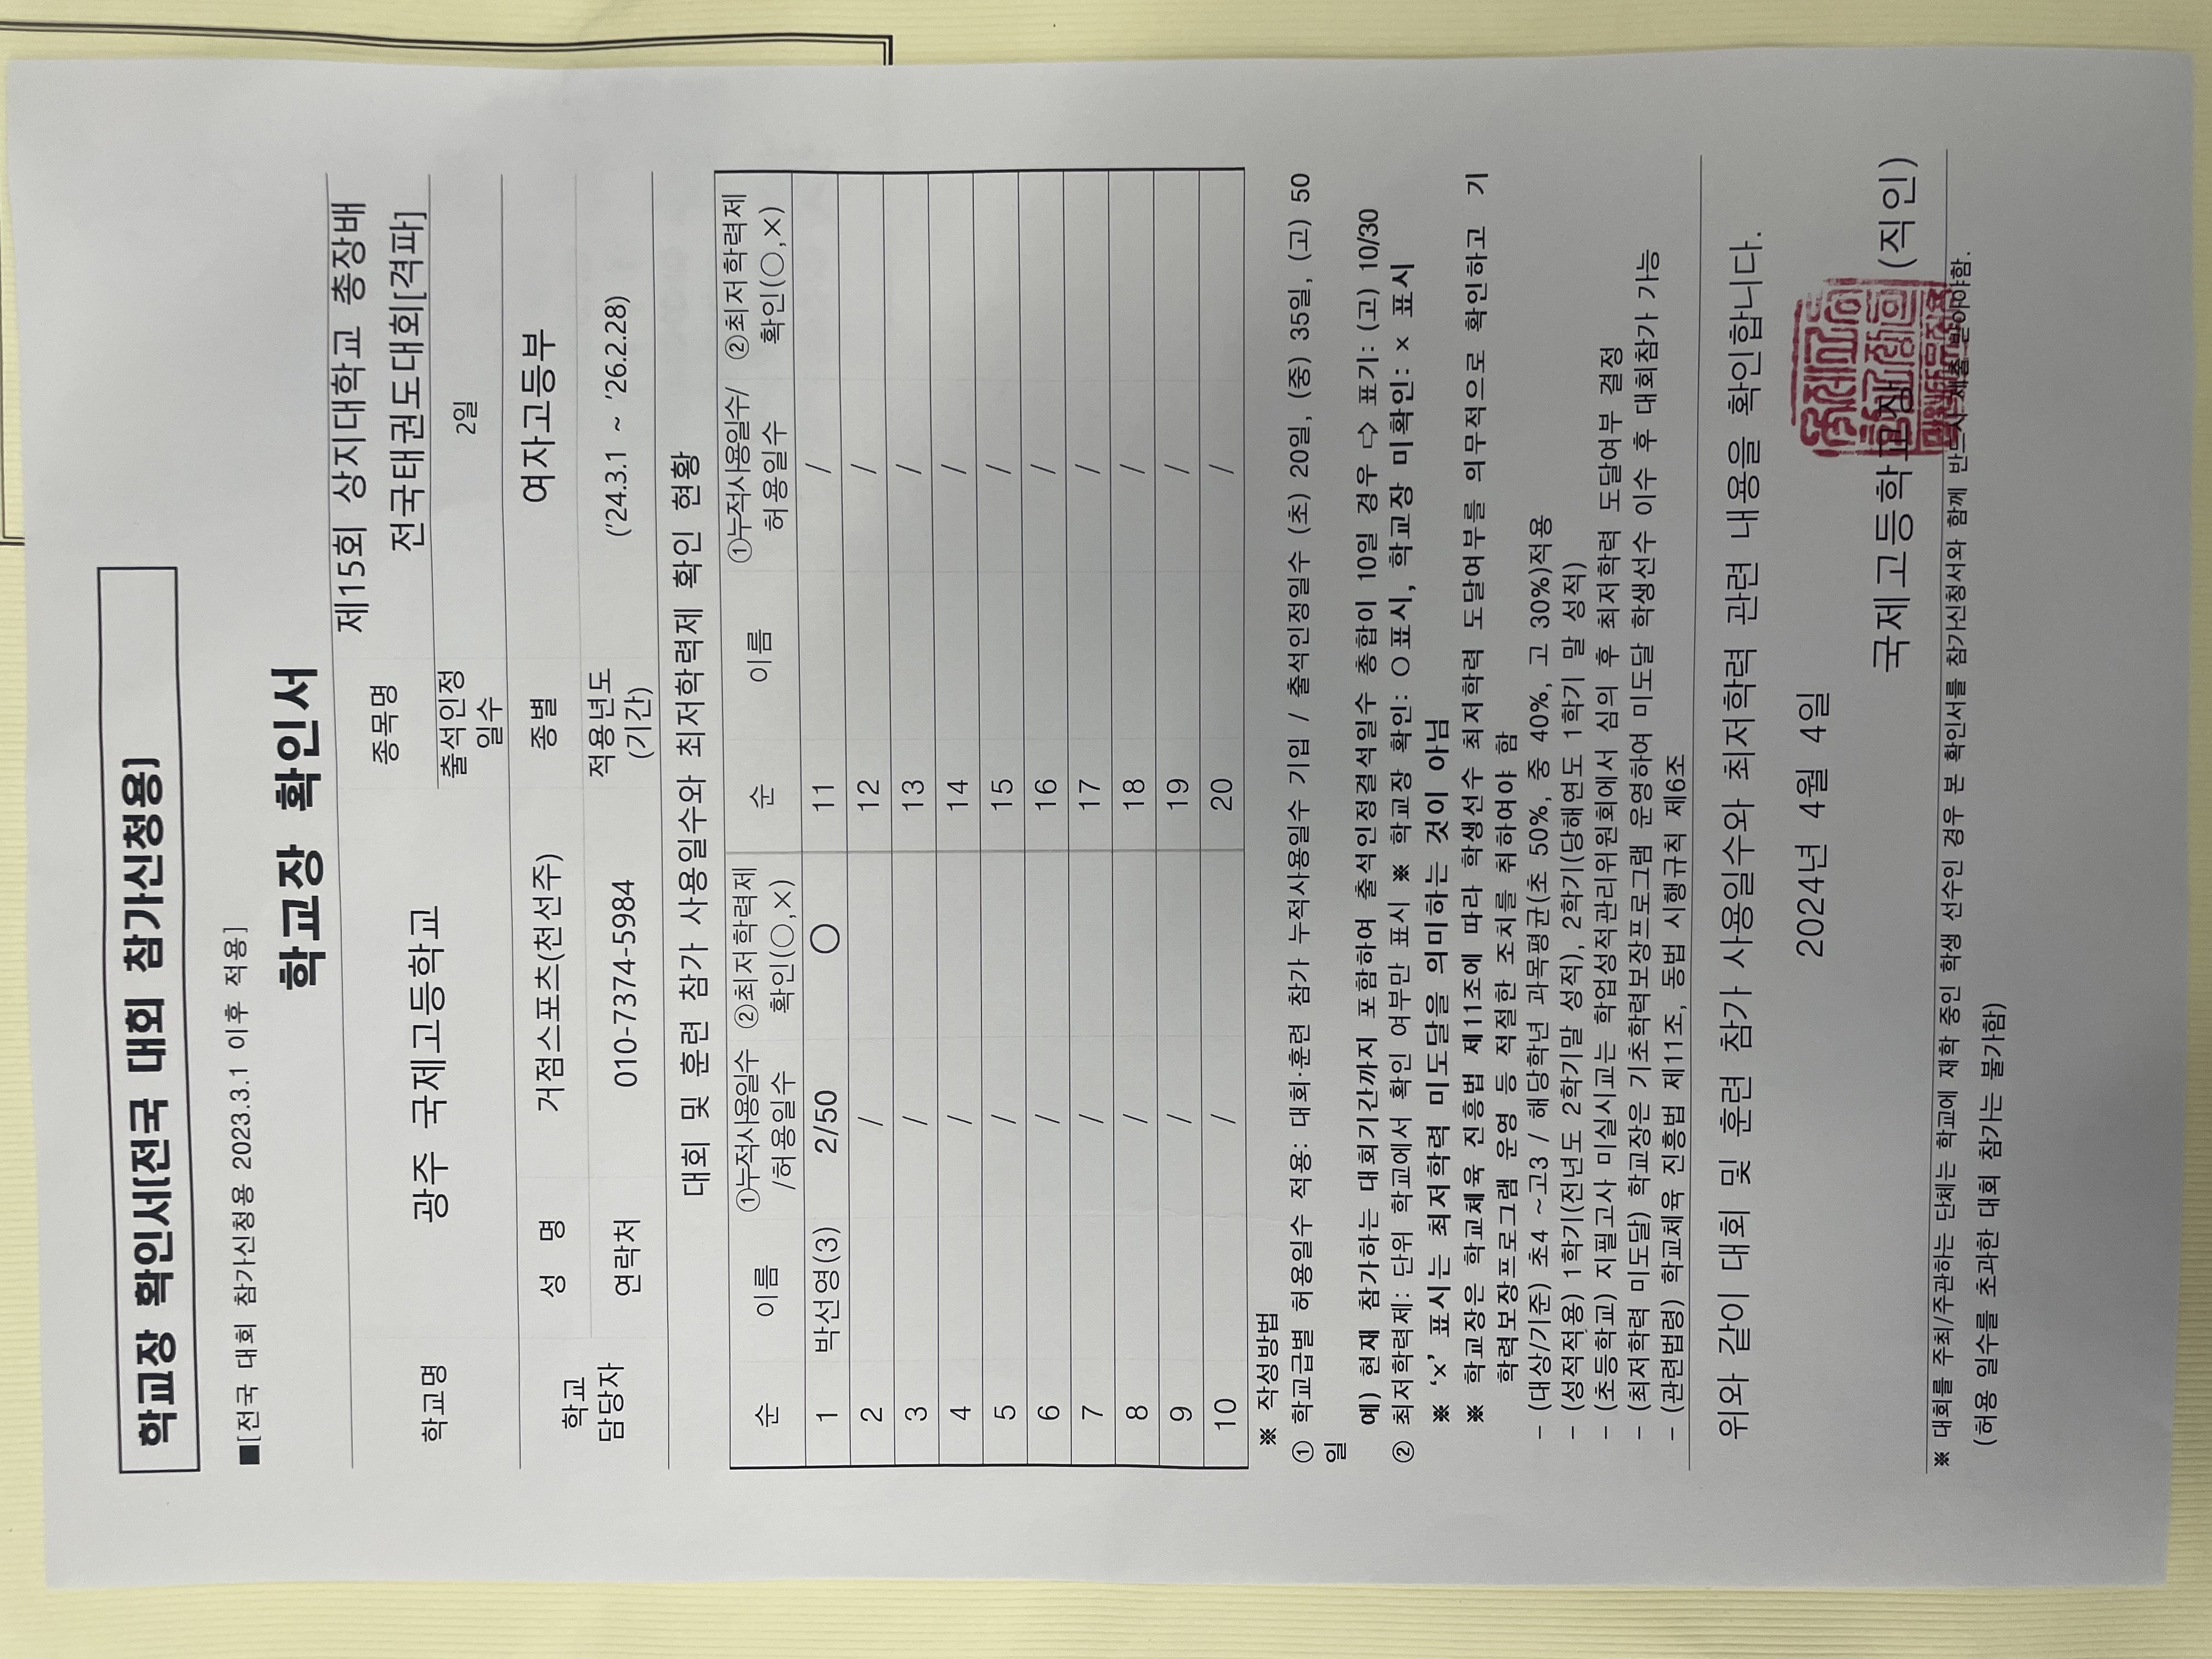 학교장 확인서(전국 대회 참가신청용)
■[전국 대회 참가신청용 2023.3.1 이후 적용]
학교장 확인서
학교명 광주 국제고등학교 종목명 제15회 상지대학교 총장배
전국태권도대회[격파]
출석인정
일수 2일
학교
담당자 성 명 거점스포츠(천선주) 종별 여자고등부
연락처 010-7374-5984 적용년도
(기간) ('24.3.1 ~ '26.2.28)
대회 및 훈련 참가 사용일수와 최저학력제 확인 현황
순 이름 ①누적사용일수
/허용일수 ②최저학력제
확인(○,×) 순 이름 ①누적사용일수/
허용일수 ②최저학력제
확인(○,×)
1 박선영(3) 2/50 ○ 11 /
2 / 12 /
3 / 13 /
4 / 14 /
5 / 15 /
6 / 16 /
7 / 17 /
8 / 18 /
9 / 19 /
10 / 20 /
※ 작성방법
① 학교급별 허용일수 적용: 대회·훈련 참가 누적사용일수 기입 / 출석인정일수 (초) 20일, (중) 35일, (고) 50
일
예) 현재 참가하는 대회기간까지 포함하여 출석인정결석일수 총합이 10일 경우 ⇨ 표기: (고) 10/30
② 최저학력제: 단위 학교에서 확인 여부만 표시 ※ 학교장 확인: ○표시, 학교장 미확인: × 표시
※ '×' 표시는 최저학력 미도달을 의미하는 것이 아님
※ 학교장은 학교체육 진흥법 제11조에 따라 학생선수 최저학력 도달여부를 의무적으로 확인하고 기
학력보장프로그램 운영 등 적절한 조치를 취하여야 함
- (대상/기준) 초4 ~고3 / 해당학년 과목평균(초 50%, 중 40%, 고 30%)적용
- (성적적용) 1학기(전년도 2학기말 성적), 2학기(당해연도 1학기 말 성적)
- (초등학교) 지필고사 미실시교는 학업성적관리위원회에서 심의 후 최저학력 도달여부 결정
- (최저학력 미도달) 학교장은 기초학력보장프로그램 운영하여 미도달 학생선수 이수 후 대회참가 가능
- (관련법령) 학교체육 진흥법 제11조, 동법 시행규칙 제6조
위와 같이 대회 및 훈련 참가 사용일수와 최저학력 관련 내용을 확인합니다.
2024년 4월 4일
국제고등학교장 (직인)
※ 대회를 주최/주관하는 단체는 학교에 재학 중인 학생 선수인 경우 본 확인서를 참가신청서와 함께 반드시 제출 받아야함.
(허용 일수를 초과한 대회 참가는 불가함)